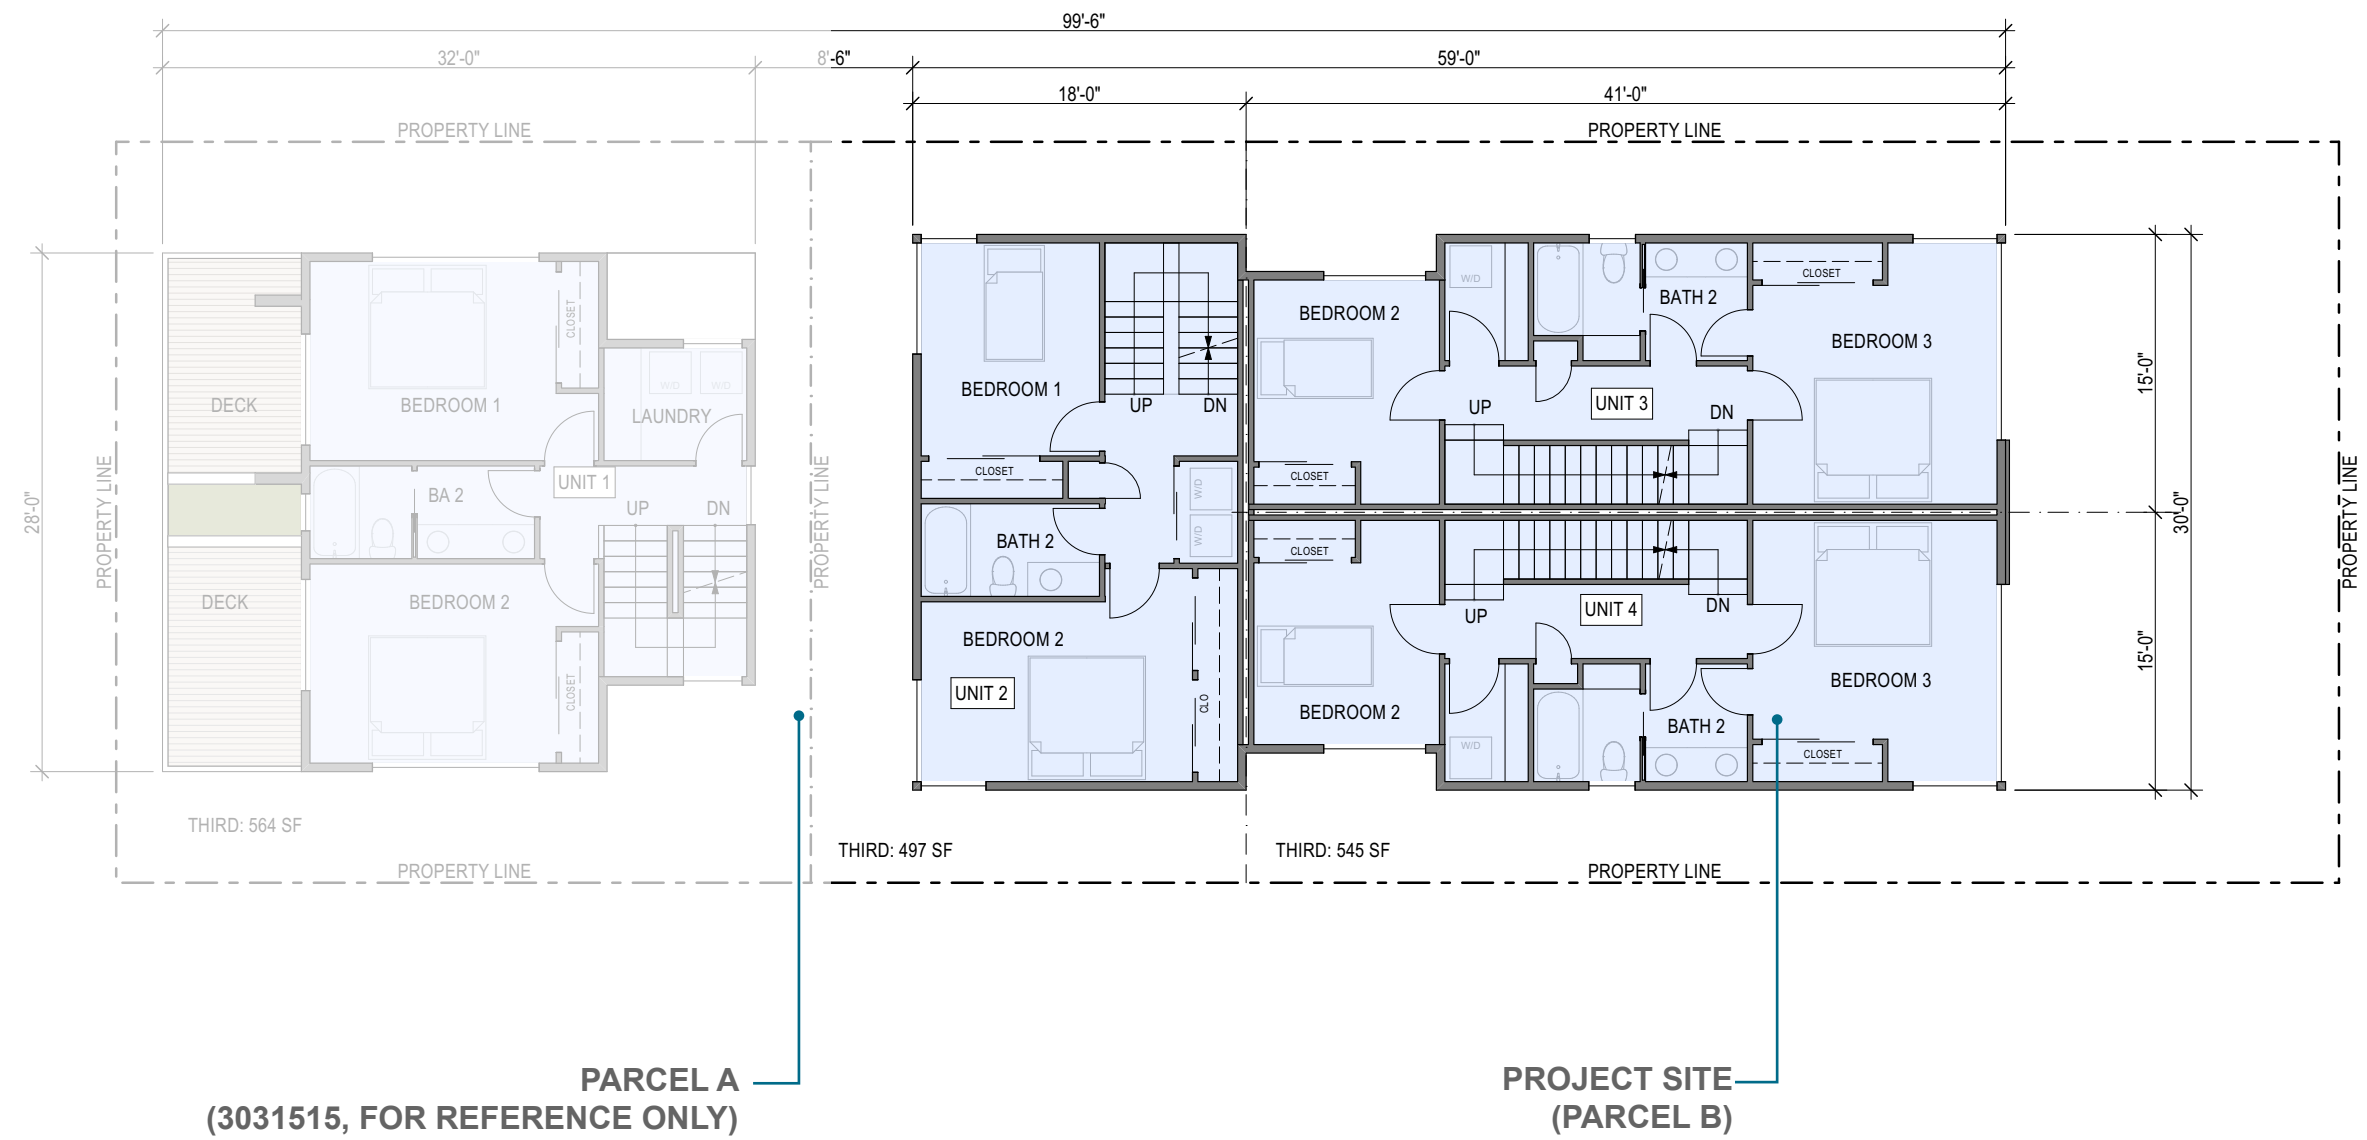 99'-6"
32'-0"
8'-6"
59'-0"
18'-0"
41'-0"
PROPERTY LINE
PROPERTY LINE
28'-0"
PROPERTY LINE
DECK
BEDROOM 1
CLOSET
W/D
W/D
LAUNDRY
UNIT 1
BA 2
UP
DN
DECK
BEDROOM 2
CLOSET
THIRD: 564 SF
PROPERTY LINE
PROPERTY LINE
BEDROOM 1
UP
DN
CLOSET
W/D
W/D
BATH 2
BEDROOM 2
UNIT 2
CLO
THIRD: 497 SF
BEDROOM 2
W/D
BATH 2
CLOSET
BEDROOM 3
UNIT 3
UP
DN
CLOSET
CLOSET
UP
UNIT 4
DN
BEDROOM 3
BEDROOM 2
W/D
BATH 2
CLOSET
THIRD: 545 SF
PROPERTY LINE
15'-0"
15'-0"
30'-0"
PROPERTY LINE
PARCEL A
(3031515, FOR REFERENCE ONLY)
PROJECT SITE
(PARCEL B)